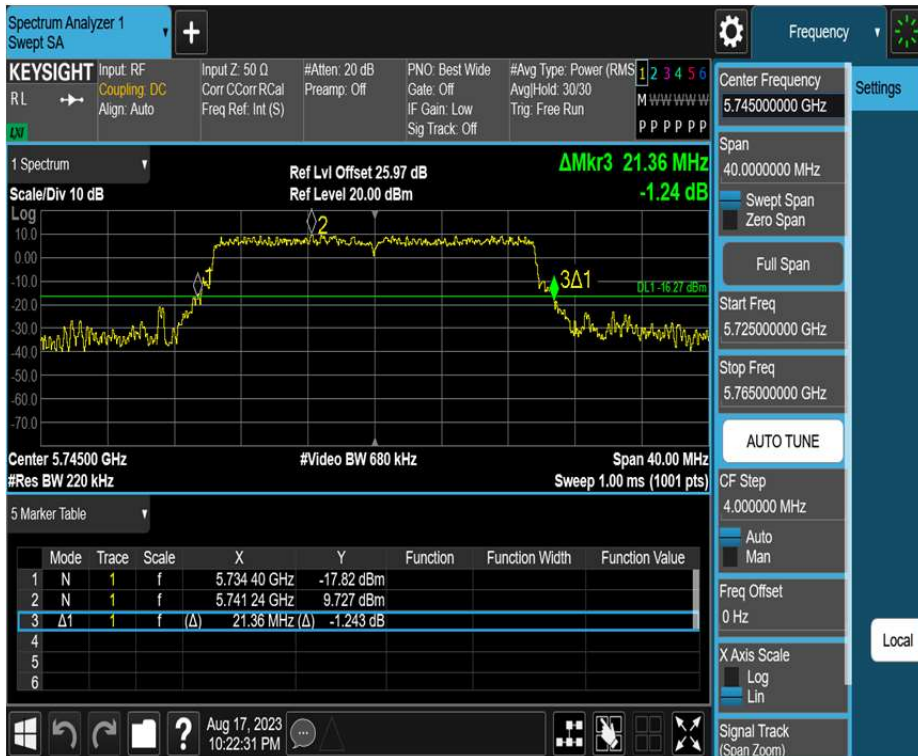 Spectrum Analyzer 1
Swept SA
+
Frequency
KEYSIGHT
RL
LXI
Input: RF
Coupling: DC
Align: Auto
Input Z: 50 Ω
Corr CCorr RCal
Freq Ref: Int (S)
#Atten: 20 dB
Preamp: Off
PNO: Best Wide
Gate: Off
IF Gain: Low
Sig Track: Off
#Avg Type: Power (RMS
Avg|Hold: 30/30
Trig: Free Run
1 2 3 4 5 6
M W W W W W
P P P P P P
1 Spectrum
Scale/Div 10 dB
Ref Lvl Offset 25.97 dB
Ref Level 20.00 dBm
ΔMkr3 21.36 MHz
-1.24 dB
Log
10.0
0.00
-10.0
-20.0
-30.0
-40.0
-50.0
-60.0
-70.0
1
2
3Δ1
DL1 -16.27 dBm
Center 5.74500 GHz
#Res BW 220 kHz
#Video BW 680 kHz
Span 40.00 MHz
Sweep 1.00 ms (1001 pts)
5 Marker Table
Mode Trace Scale X Y Function Function Width Function Value
1 N 1 f 5.734 40 GHz -17.82 dBm
2 N 1 f 5.741 24 GHz 9.727 dBm
3 Δ1 1 f (Δ) 21.36 MHz (Δ) -1.243 dB
4
5
6
?
Aug 17, 2023
10:22:31 PM
Center Frequency
5.745000000 GHz
Span
40.0000000 MHz
Swept Span
Zero Span
Full Span
Start Freq
5.725000000 GHz
Stop Freq
5.765000000 GHz
AUTO TUNE
CF Step
4.000000 MHz
Auto
Man
Freq Offset
0 Hz
X Axis Scale
Log
Lin
Signal Track
(Span Zoom)
Settings
Local